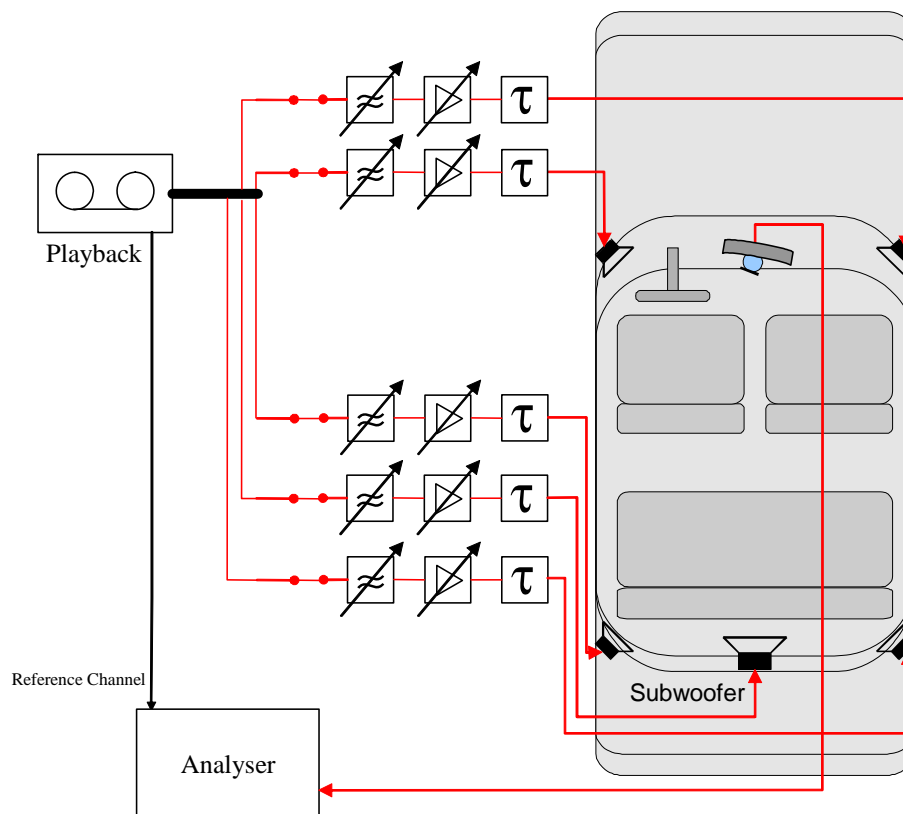 τ
τ
Playback
τ
τ
τ
Reference Channel
Subwoofer
Analyser